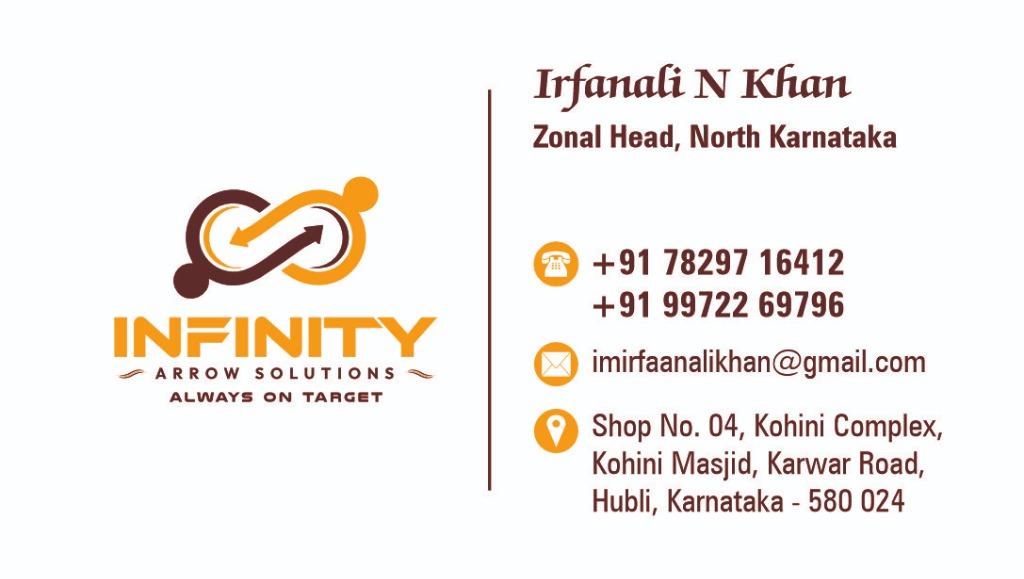 INFINITY
ARROW SOLUTIONS
ALWAYS ON TARGET
Irfanali N Khan
Zonal Head, North Karnataka
+91 78297 16412
+91 99722 69796
imirfaanalikhan@gmail.com
Shop No. 04, Kohini Complex,
Kohini Masjid, Karwar Road,
Hubli, Karnataka - 580 024